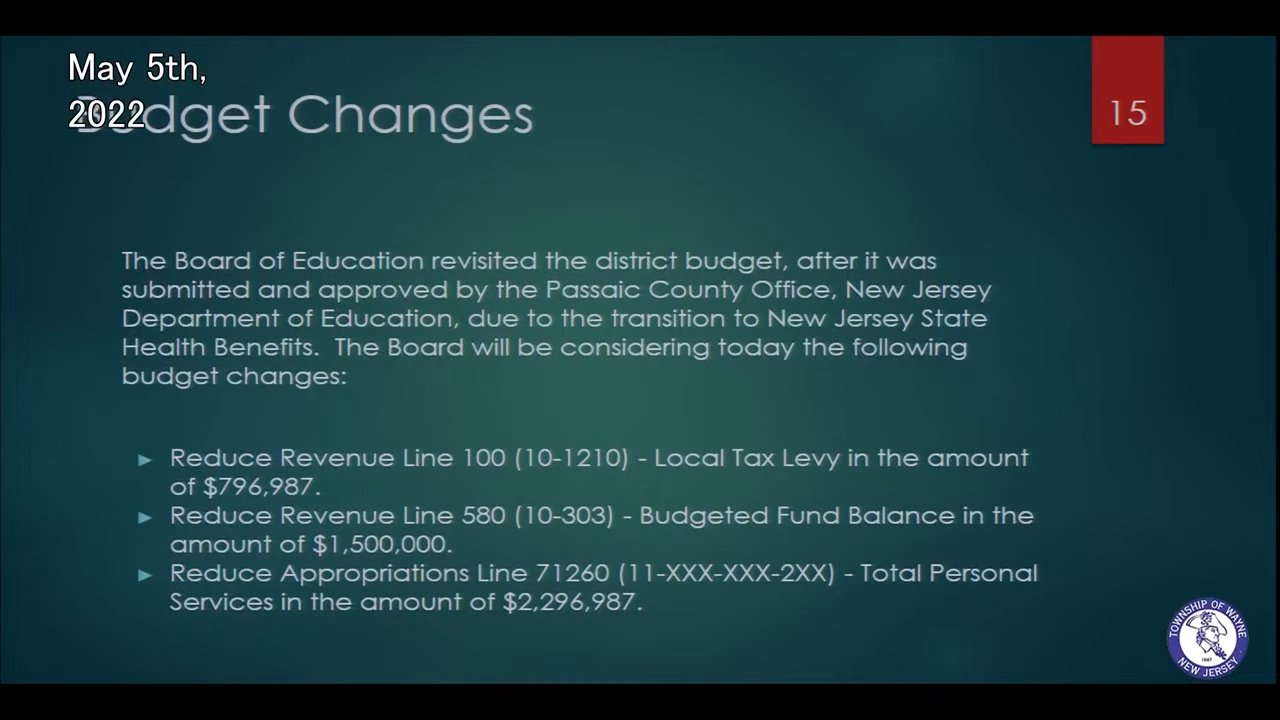 May 5th,
2022
Budget Changes
15
The Board of Education revisited the district budget, after it was
submitted and approved by the Passaic County Office, New Jersey
Department of Education, due to the transition to New Jersey State
Health Benefits.  The Board will be considering today the following
budget changes:
► Reduce Revenue Line 100 (10-1210) - Local Tax Levy in the amount
of $796,987.
► Reduce Revenue Line 580 (10-303) - Budgeted Fund Balance in the
amount of $1,500,000.
► Reduce Appropriations Line 71260 (11-XXX-XXX-2XX) - Total Personal
Services in the amount of $2,296,987.
TOWNSHIP OF WAYNE
1847
NEW JERSEY